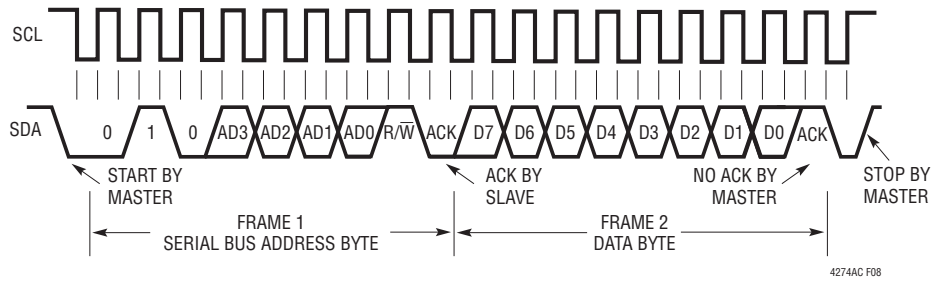 SCL
SDA
0 1 0 AD3 AD2 AD1 AD0 R/W̅ ACK D7 D6 D5 D4 D3 D2 D1 D0 ACK
START BY
MASTER
ACK BY
SLAVE
NO ACK BY
MASTER
STOP BY
MASTER
FRAME 1
SERIAL BUS ADDRESS BYTE
FRAME 2
DATA BYTE
4274AC F08